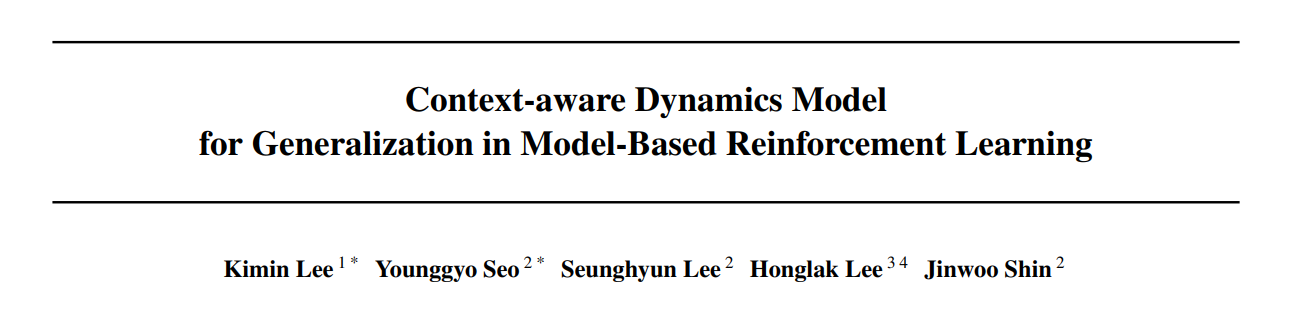 Context-aware Dynamics Model
for Generalization in Model-Based Reinforcement Learning
Kimin Lee 1 * Younggyo Seo 2 * Seunghyun Lee 2 Honglak Lee 3 4 Jinwoo Shin 2